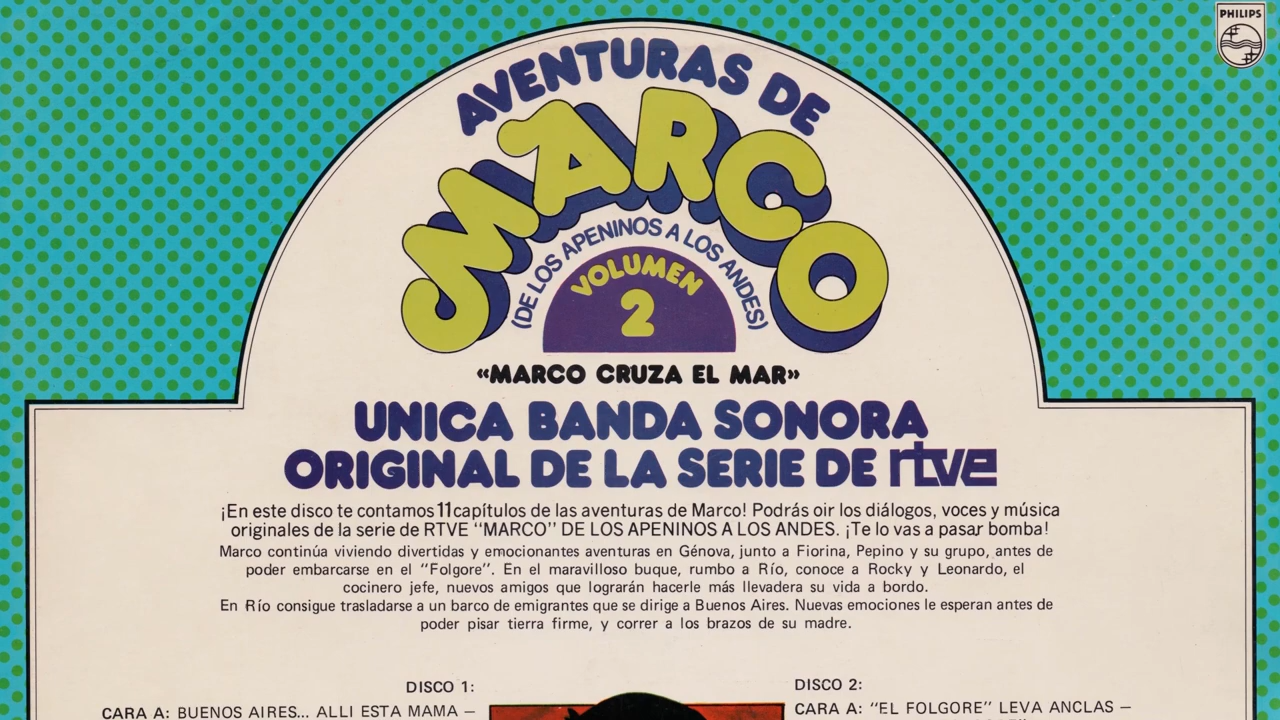 PHILIPS
AVENTURAS DE
MARCO
(DE LOS APENINOS A LOS ANDES)
VOLUMEN
2
«MARCO CRUZA EL MAR»
UNICA BANDA SONORA
ORIGINAL DE LA SERIE DE rtve
¡En este disco te contamos 11 capítulos de las aventuras de Marco! Podrás oir los diálogos, voces y música
originales de la serie de RTVE "MARCO" DE LOS APENINOS A LOS ANDES. ¡Te lo vas a pasar bomba!
Marco continúa viviendo divertidas y emocionantes aventuras en Génova, junto a Fiorina, Pepino y su grupo, antes de
poder embarcarse en el "Folgore". En el maravilloso buque, rumbo a Río, conoce a Rocky y Leonardo, el
cocinero jefe, nuevos amigos que lograrán hacerle más llevadera su vida a bordo.
En Río consigue trasladarse a un barco de emigrantes que se dirige a Buenos Aires. Nuevas emociones le esperan antes de
poder pisar tierra firme, y correr a los brazos de su madre.
DISCO 1:
CARA A: BUENOS AIRES... ALLI ESTA MAMA –
DISCO 2:
CARA A: "EL FOLGORE" LEVA ANCLAS –